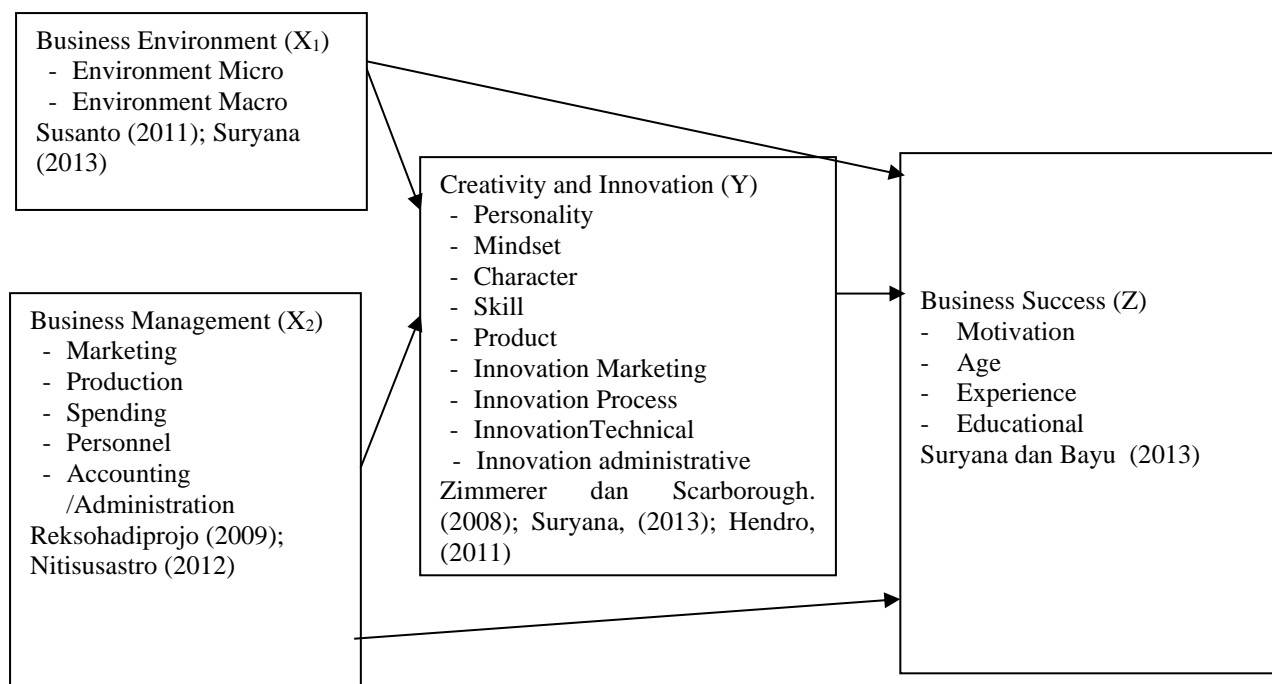 Business Environment (X₁)
- Environment Micro
- Environment Macro
Susanto (2011); Suryana
(2013)
Business Management (X₂)
- Marketing
- Production
- Spending
- Personnel
- Accounting
/Administration
Reksohadiprojo (2009);
Nitisusastro (2012)
Creativity and Innovation (Y)
- Personality
- Mindset
- Character
- Skill
- Product
- Innovation Marketing
- Innovation Process
- InnovationTechnical
- Innovation administrative
Zimmerer dan Scarborough.
(2008); Suryana, (2013); Hendro,
(2011)
Business Success (Z)
- Motivation
- Age
- Experience
- Educational
Suryana dan Bayu (2013)